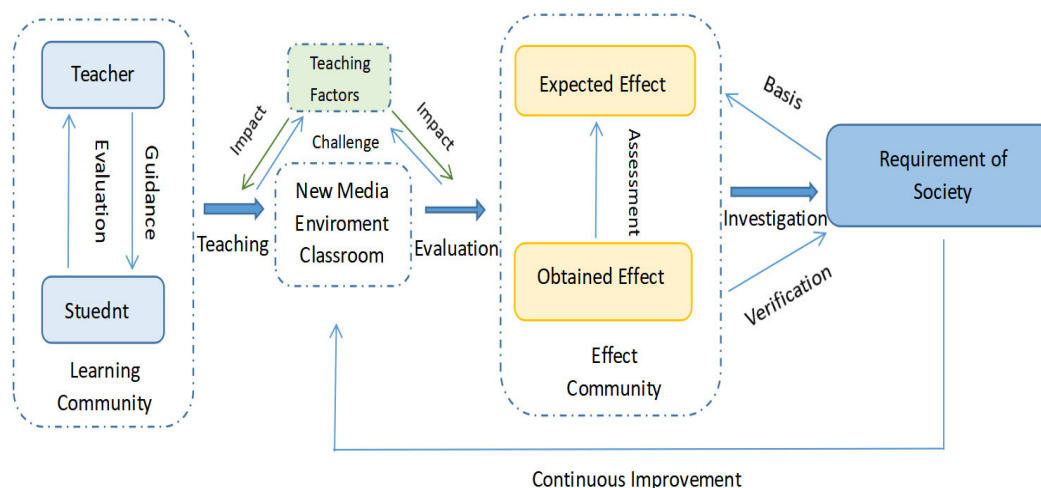 Teacher
Evaluation
Guidance
Stuednt
Learning
Community
Teaching
Teaching
Factors
Impact
Challenge
Impact
New Media
Enviroment
Classroom
Evaluation
Expected Effect
Assessment
Obtained Effect
Effect
Community
Basis
Investigation
Verification
Requirement of
Society
Continuous Improvement